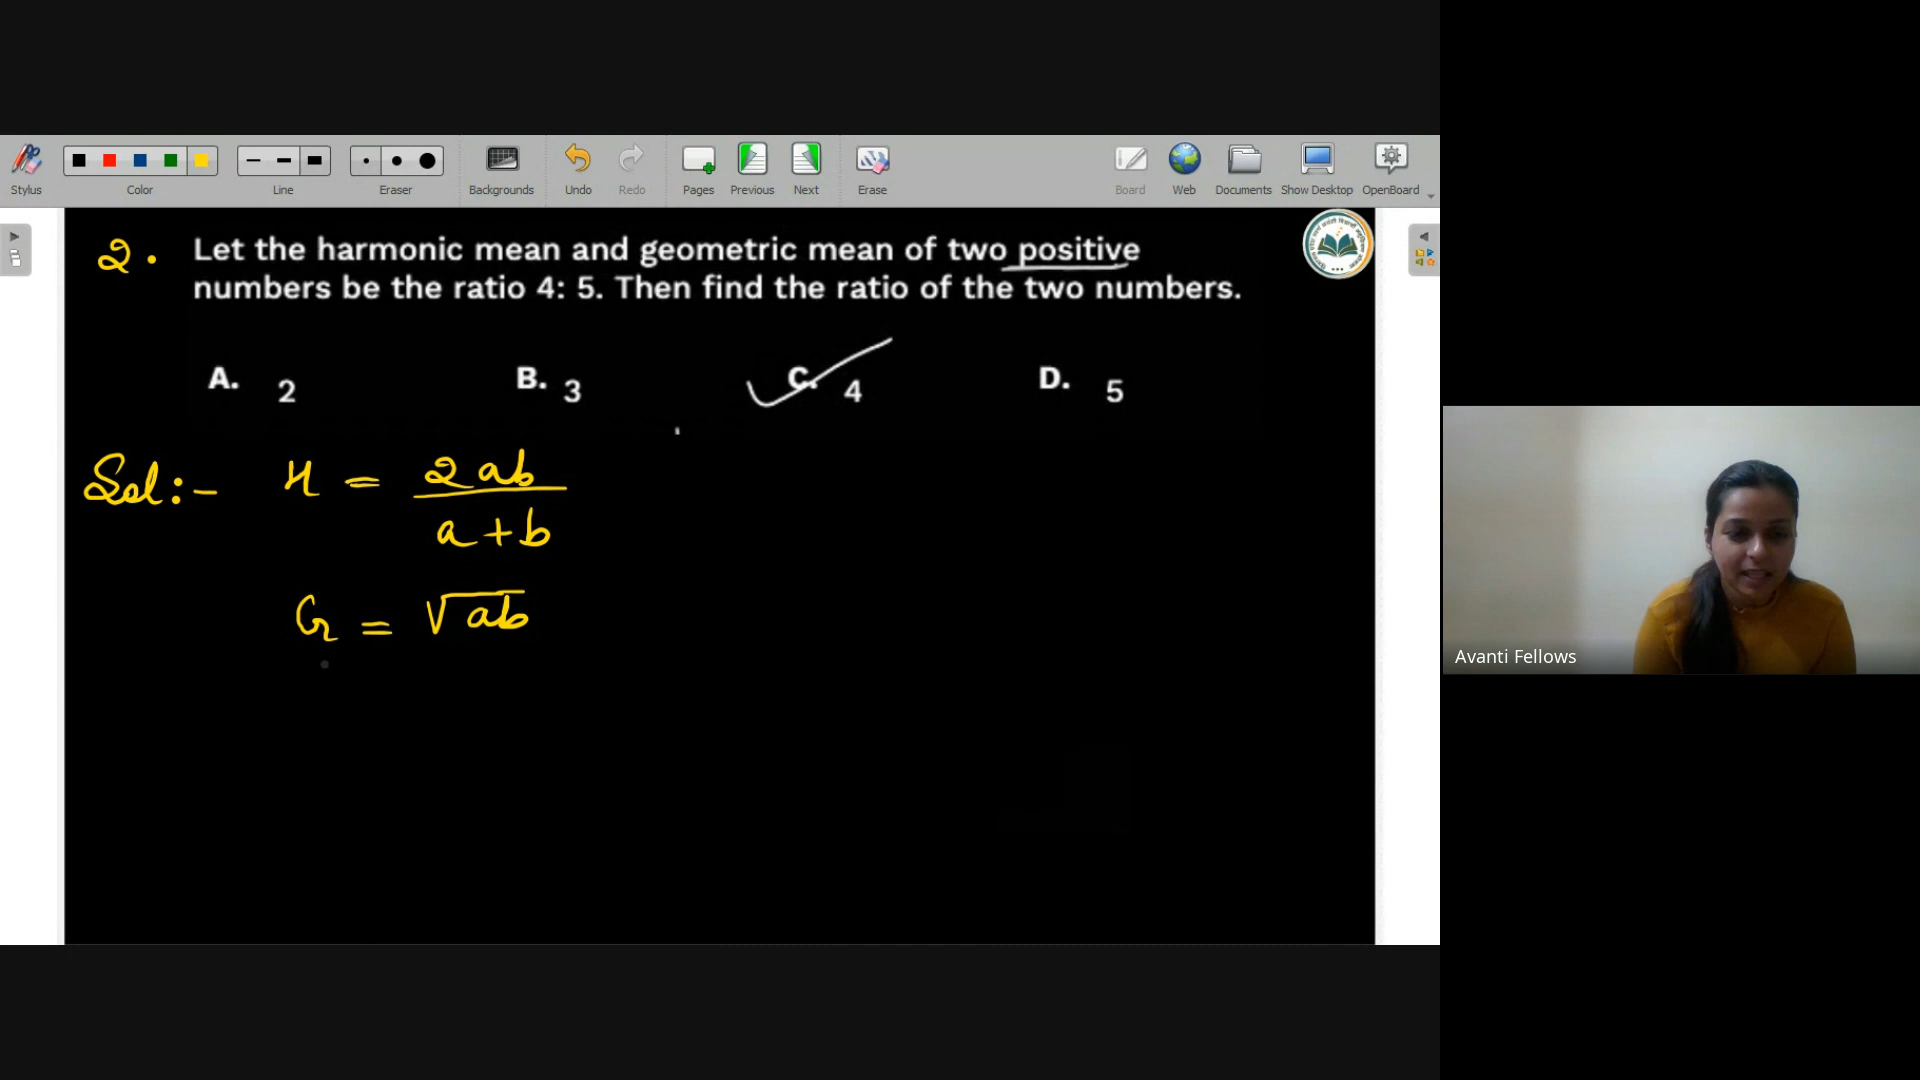 Stylus Color Line Eraser Backgrounds Undo Redo Pages Previous Next Erase Board Web Documents Show Desktop OpenBoard
2. Let the harmonic mean and geometric mean of two positive
numbers be the ratio 4: 5. Then find the ratio of the two numbers.
A. 2 B. 3 C. 4 D. 5
Sol:- H = 2ab
a+b
G = √ab
Avanti Fellows